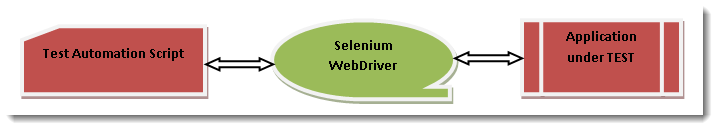 Test Automation Script
Selenium
WebDriver
Application
under TEST